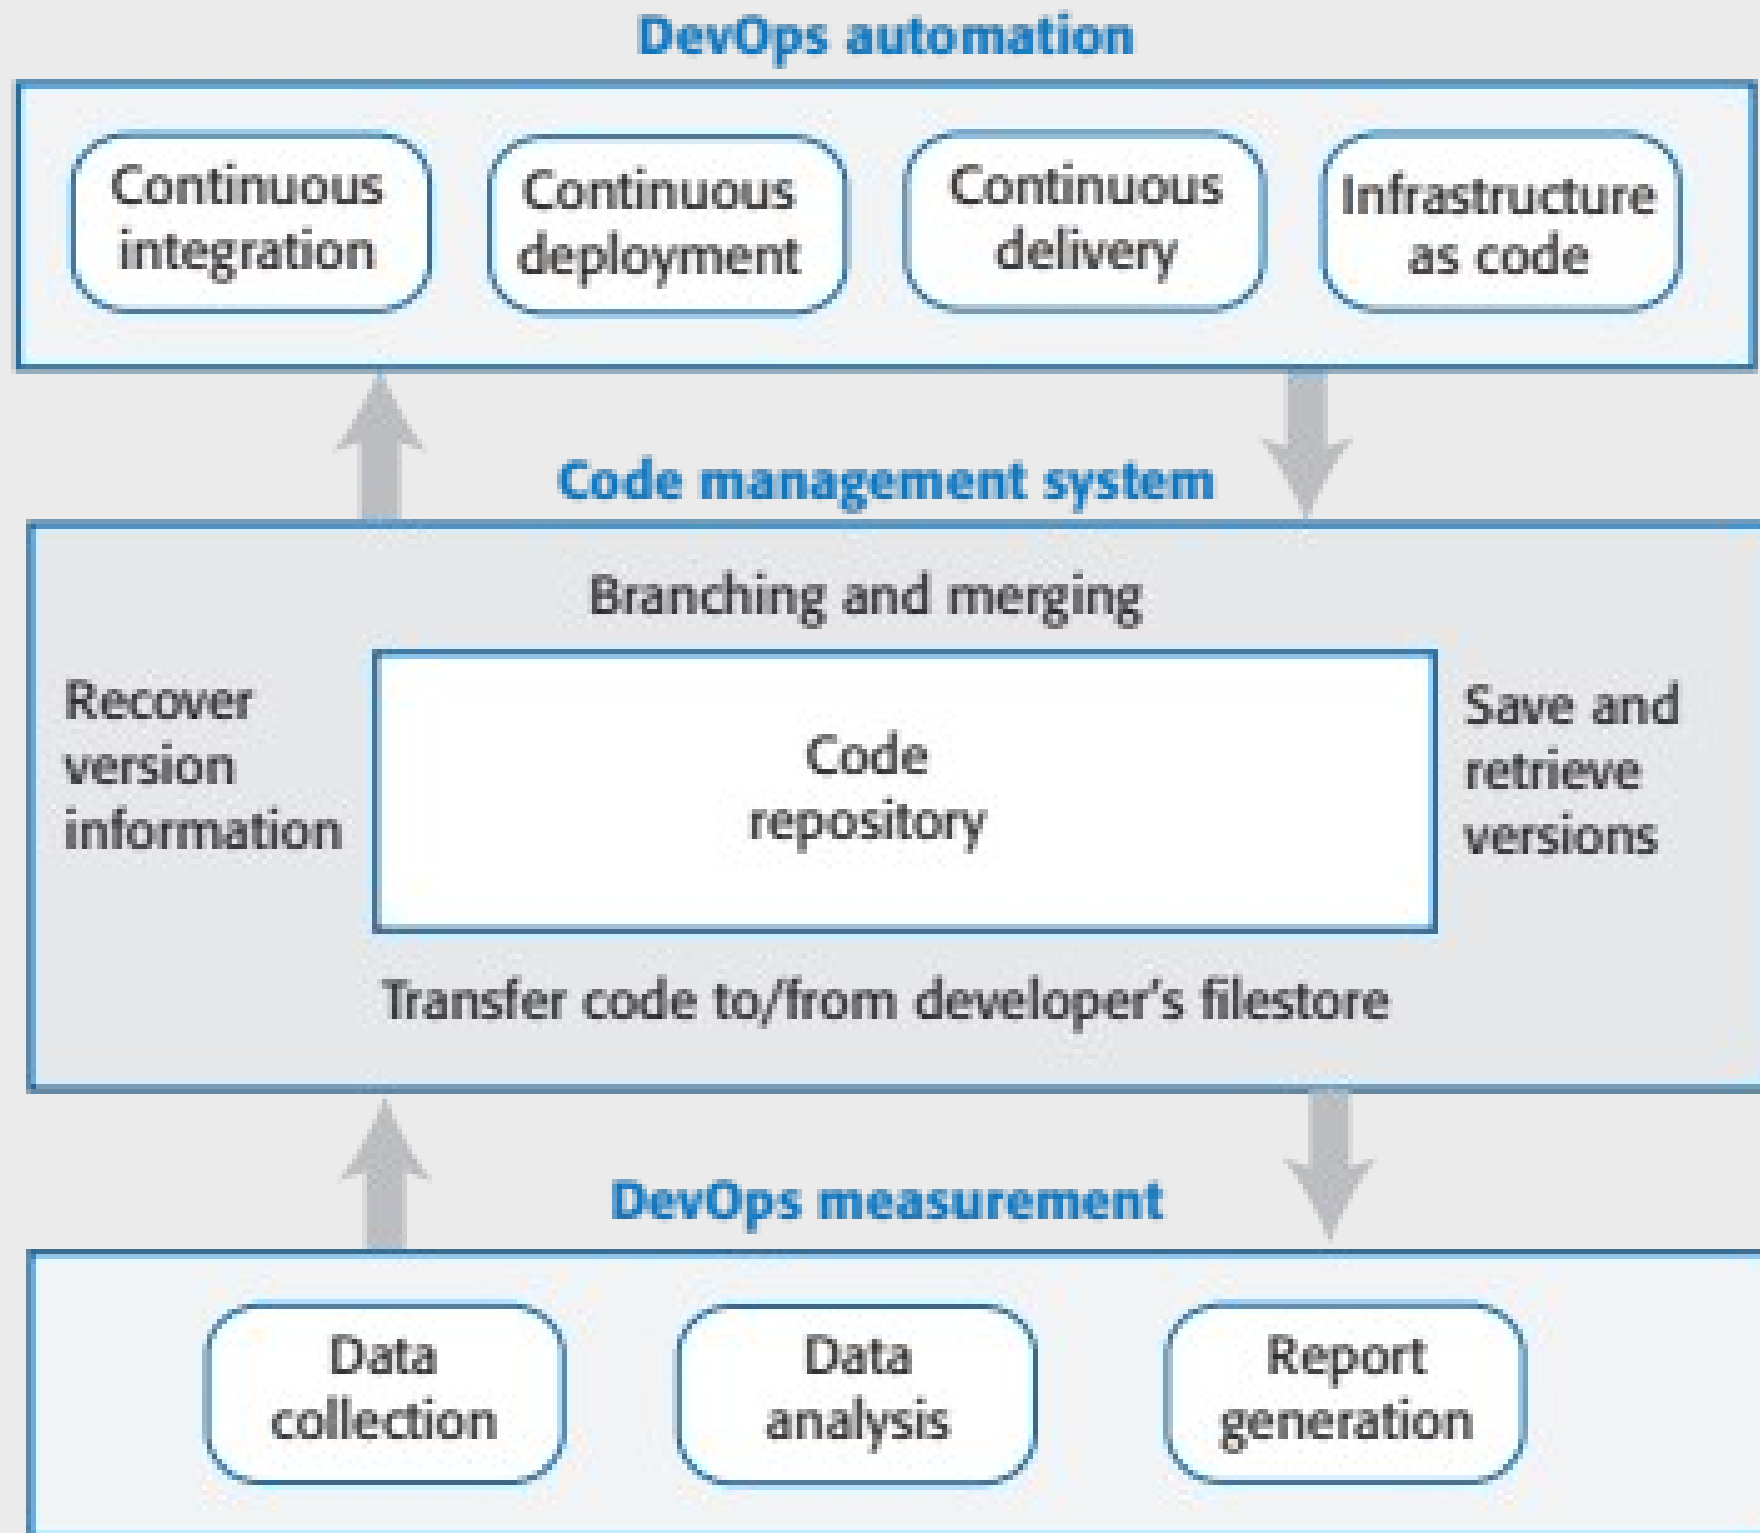 DevOps automation
Continuous
integration
Continuous
deployment
Continuous
delivery
Infrastructure
as code
Code management system
Branching and merging
Recover
version
information
Code
repository
Save and
retrieve
versions
Transfer code to/from developer's filestore
DevOps measurement
Data
collection
Data
analysis
Report
generation